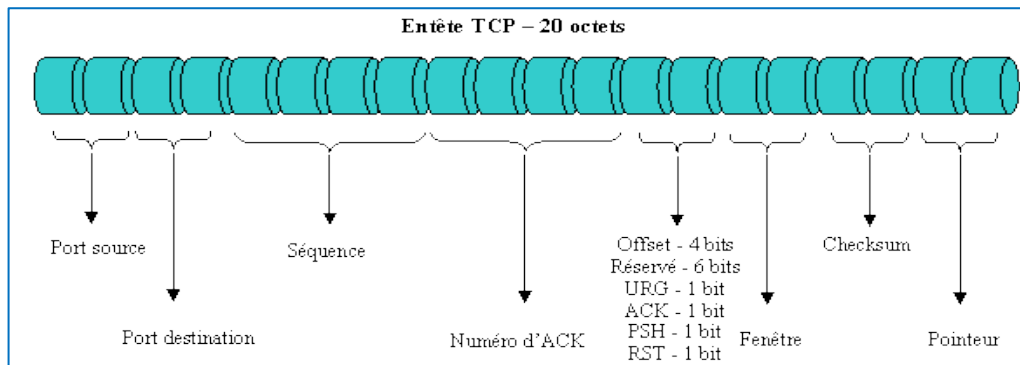 Entête TCP – 20 octets
Port source
Port destination
Séquence
Numéro d'ACK
Offset - 4 bits
Réservé - 6 bits
URG - 1 bit
ACK - 1 bit
PSH - 1 bit
RST - 1 bit
Fenêtre
Checksum
Pointeur